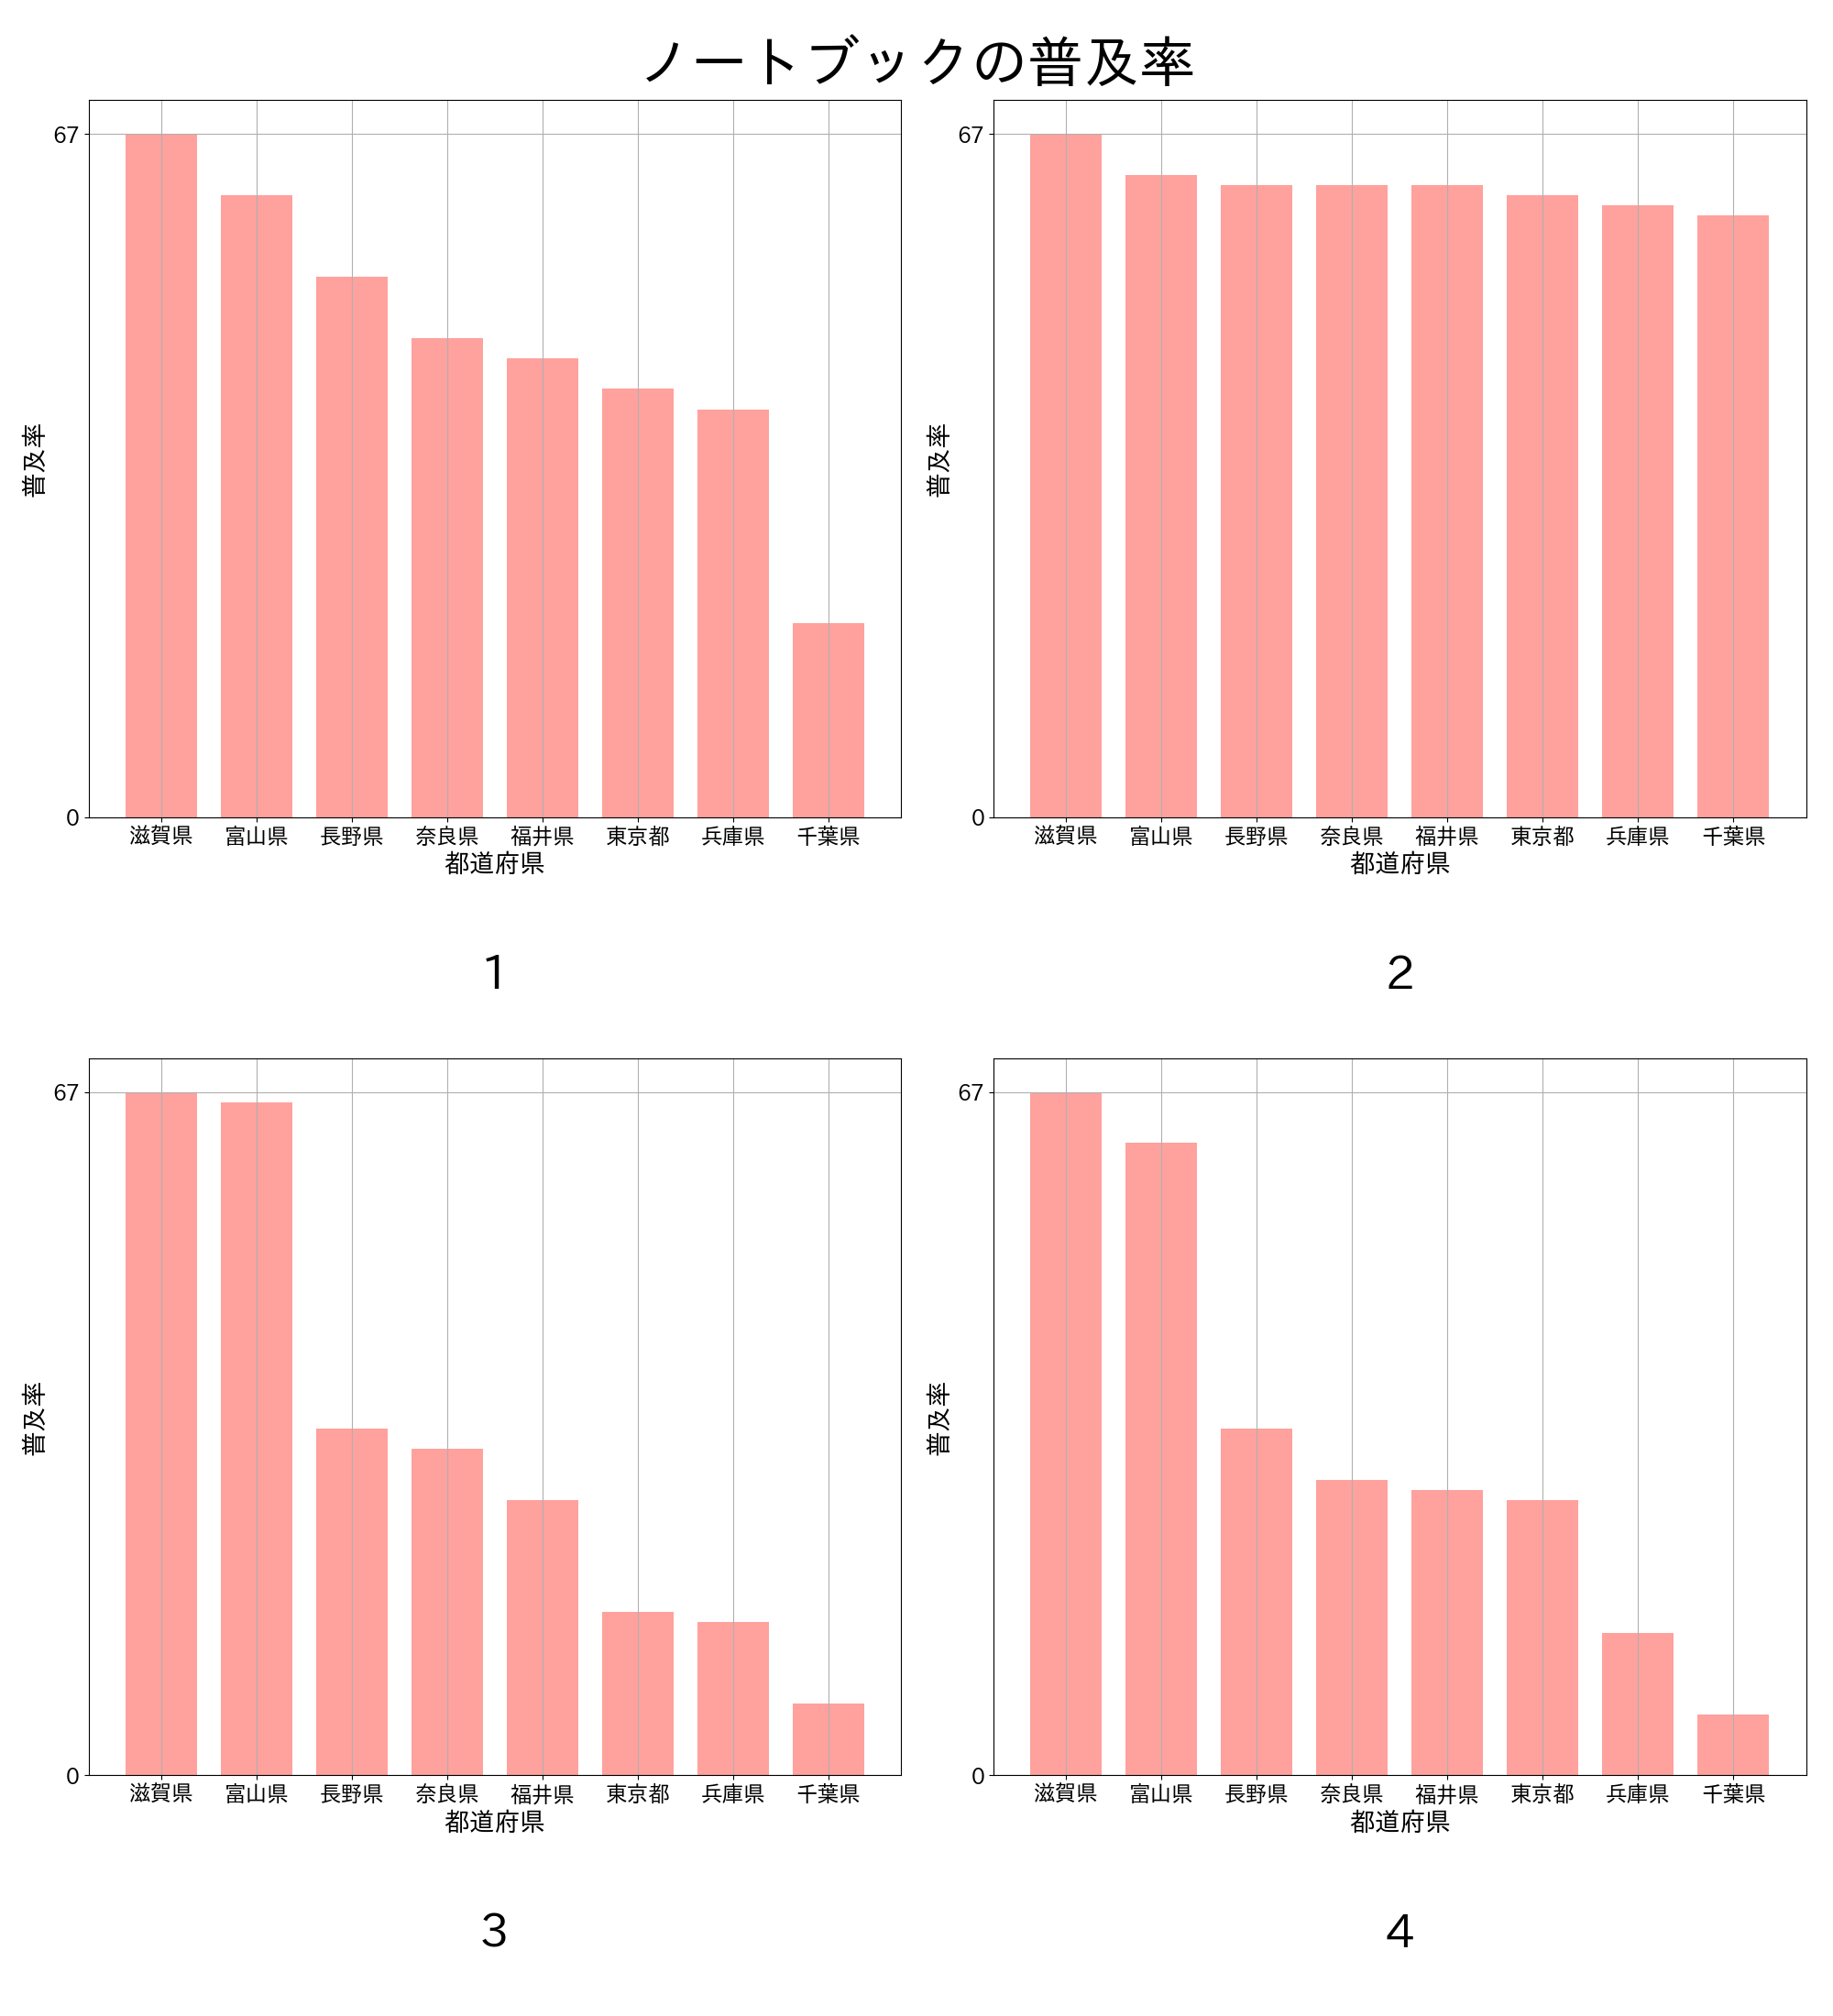 ノートブックの普及率
67
普及率
0
滋賀県 富山県 長野県 奈良県 福井県 東京都 兵庫県 千葉県
都道府県
1
67
普及率
0
滋賀県 富山県 長野県 奈良県 福井県 東京都 兵庫県 千葉県
都道府県
2
67
普及率
0
滋賀県 富山県 長野県 奈良県 福井県 東京都 兵庫県 千葉県
都道府県
3
67
普及率
0
滋賀県 富山県 長野県 奈良県 福井県 東京都 兵庫県 千葉県
都道府県
4